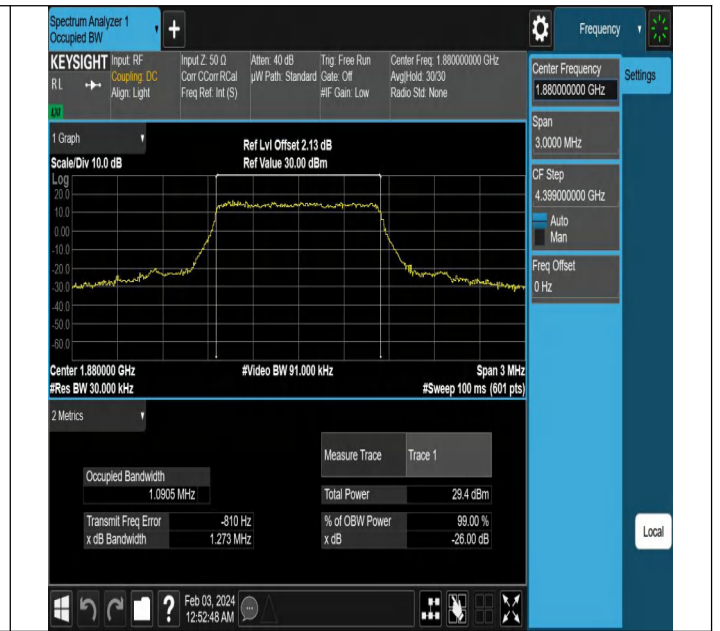 Spectrum Analyzer 1
Occupied BW
+
Frequency
KEYSIGHT
R L
LXI
Input: RF
Coupling: DC
Align: Light
Input Z: 50 Ω
Corr CCorr RCal
Freq Ref: Int (S)
Atten: 40 dB
µW Path: Standard
Trig: Free Run
Gate: Off
#IF Gain: Low
Center Freq: 1.880000000 GHz
Avg|Hold: 30/30
Radio Std: None
Center Frequency
1.880000000 GHz
Settings
Span
3.0000 MHz
CF Step
4.399000000 GHz
Auto
Man
Freq Offset
0 Hz
1 Graph
Scale/Div 10.0 dB
Ref Lvl Offset 2.13 dB
Ref Value 30.00 dBm
Log
20.0
10.0
0.00
-10.0
-20.0
-30.0
-40.0
-50.0
-60.0
Center 1.880000 GHz
#Res BW 30.000 kHz
#Video BW 91.000 kHz
Span 3 MHz
#Sweep 100 ms (601 pts)
2 Metrics
Measure Trace Trace 1
Occupied Bandwidth
1.0905 MHz
Total Power 29.4 dBm
Transmit Freq Error -810 Hz
% of OBW Power 99.00 %
x dB Bandwidth 1.273 MHz
x dB -26.00 dB
Local
?
Feb 03, 2024
12:52:48 AM